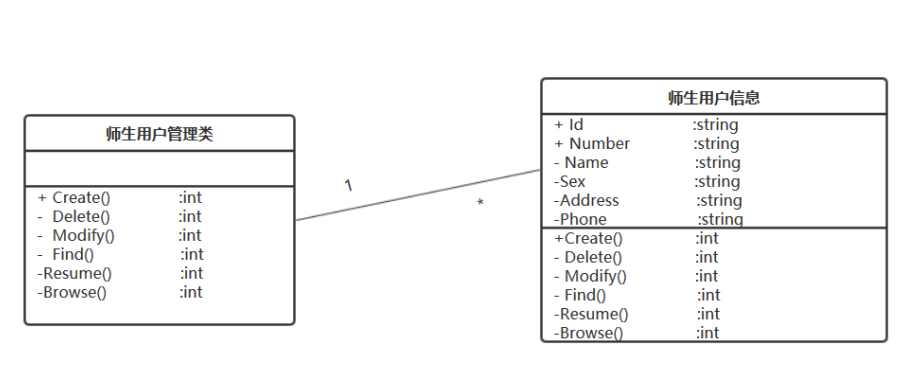 师生用户管理类
+ Create() :int
- Delete() :int
- Modify() :int
- Find() :int
-Resume() :int
-Browse() :int
1
*
师生用户信息
+ Id :string
+ Number :string
- Name :string
-Sex :string
-Address :string
-Phone :string
+Create() :int
- Delete() :int
- Modify() :int
- Find() :int
-Resume() :int
-Browse() :int